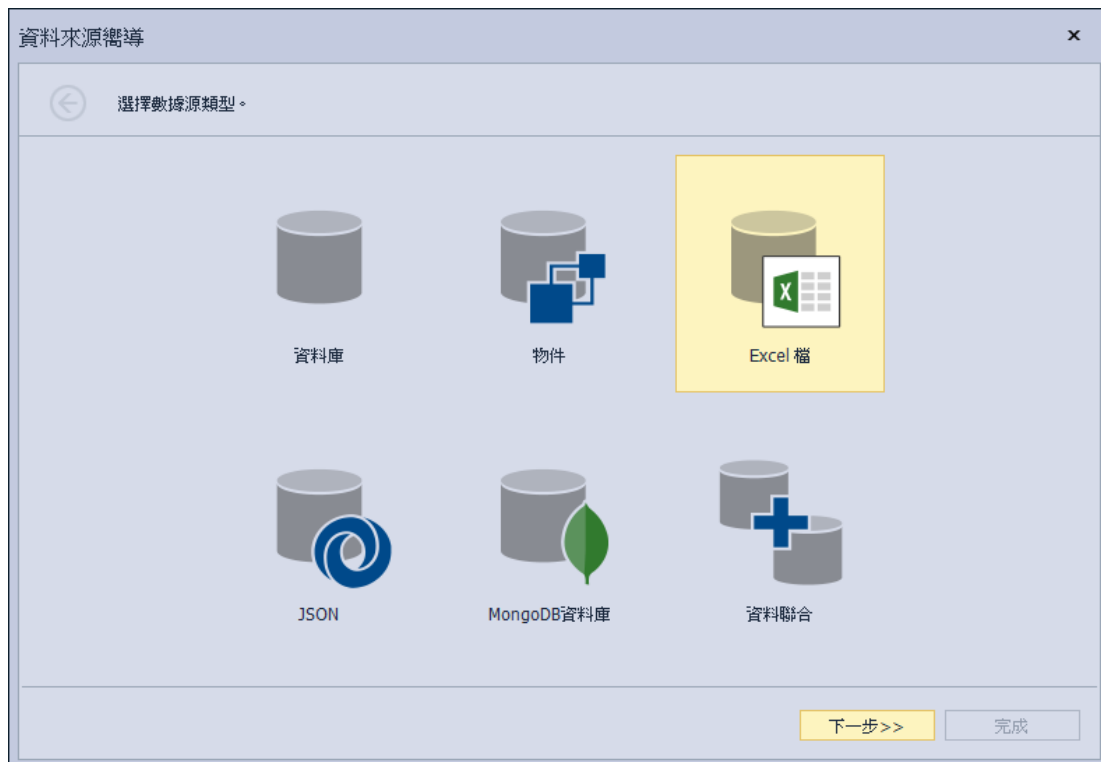 資料來源嚮導
選擇數據源類型。
資料庫
物件
Excel 檔
JSON
MongoDB資料庫
資料聯合
下一步>>
完成